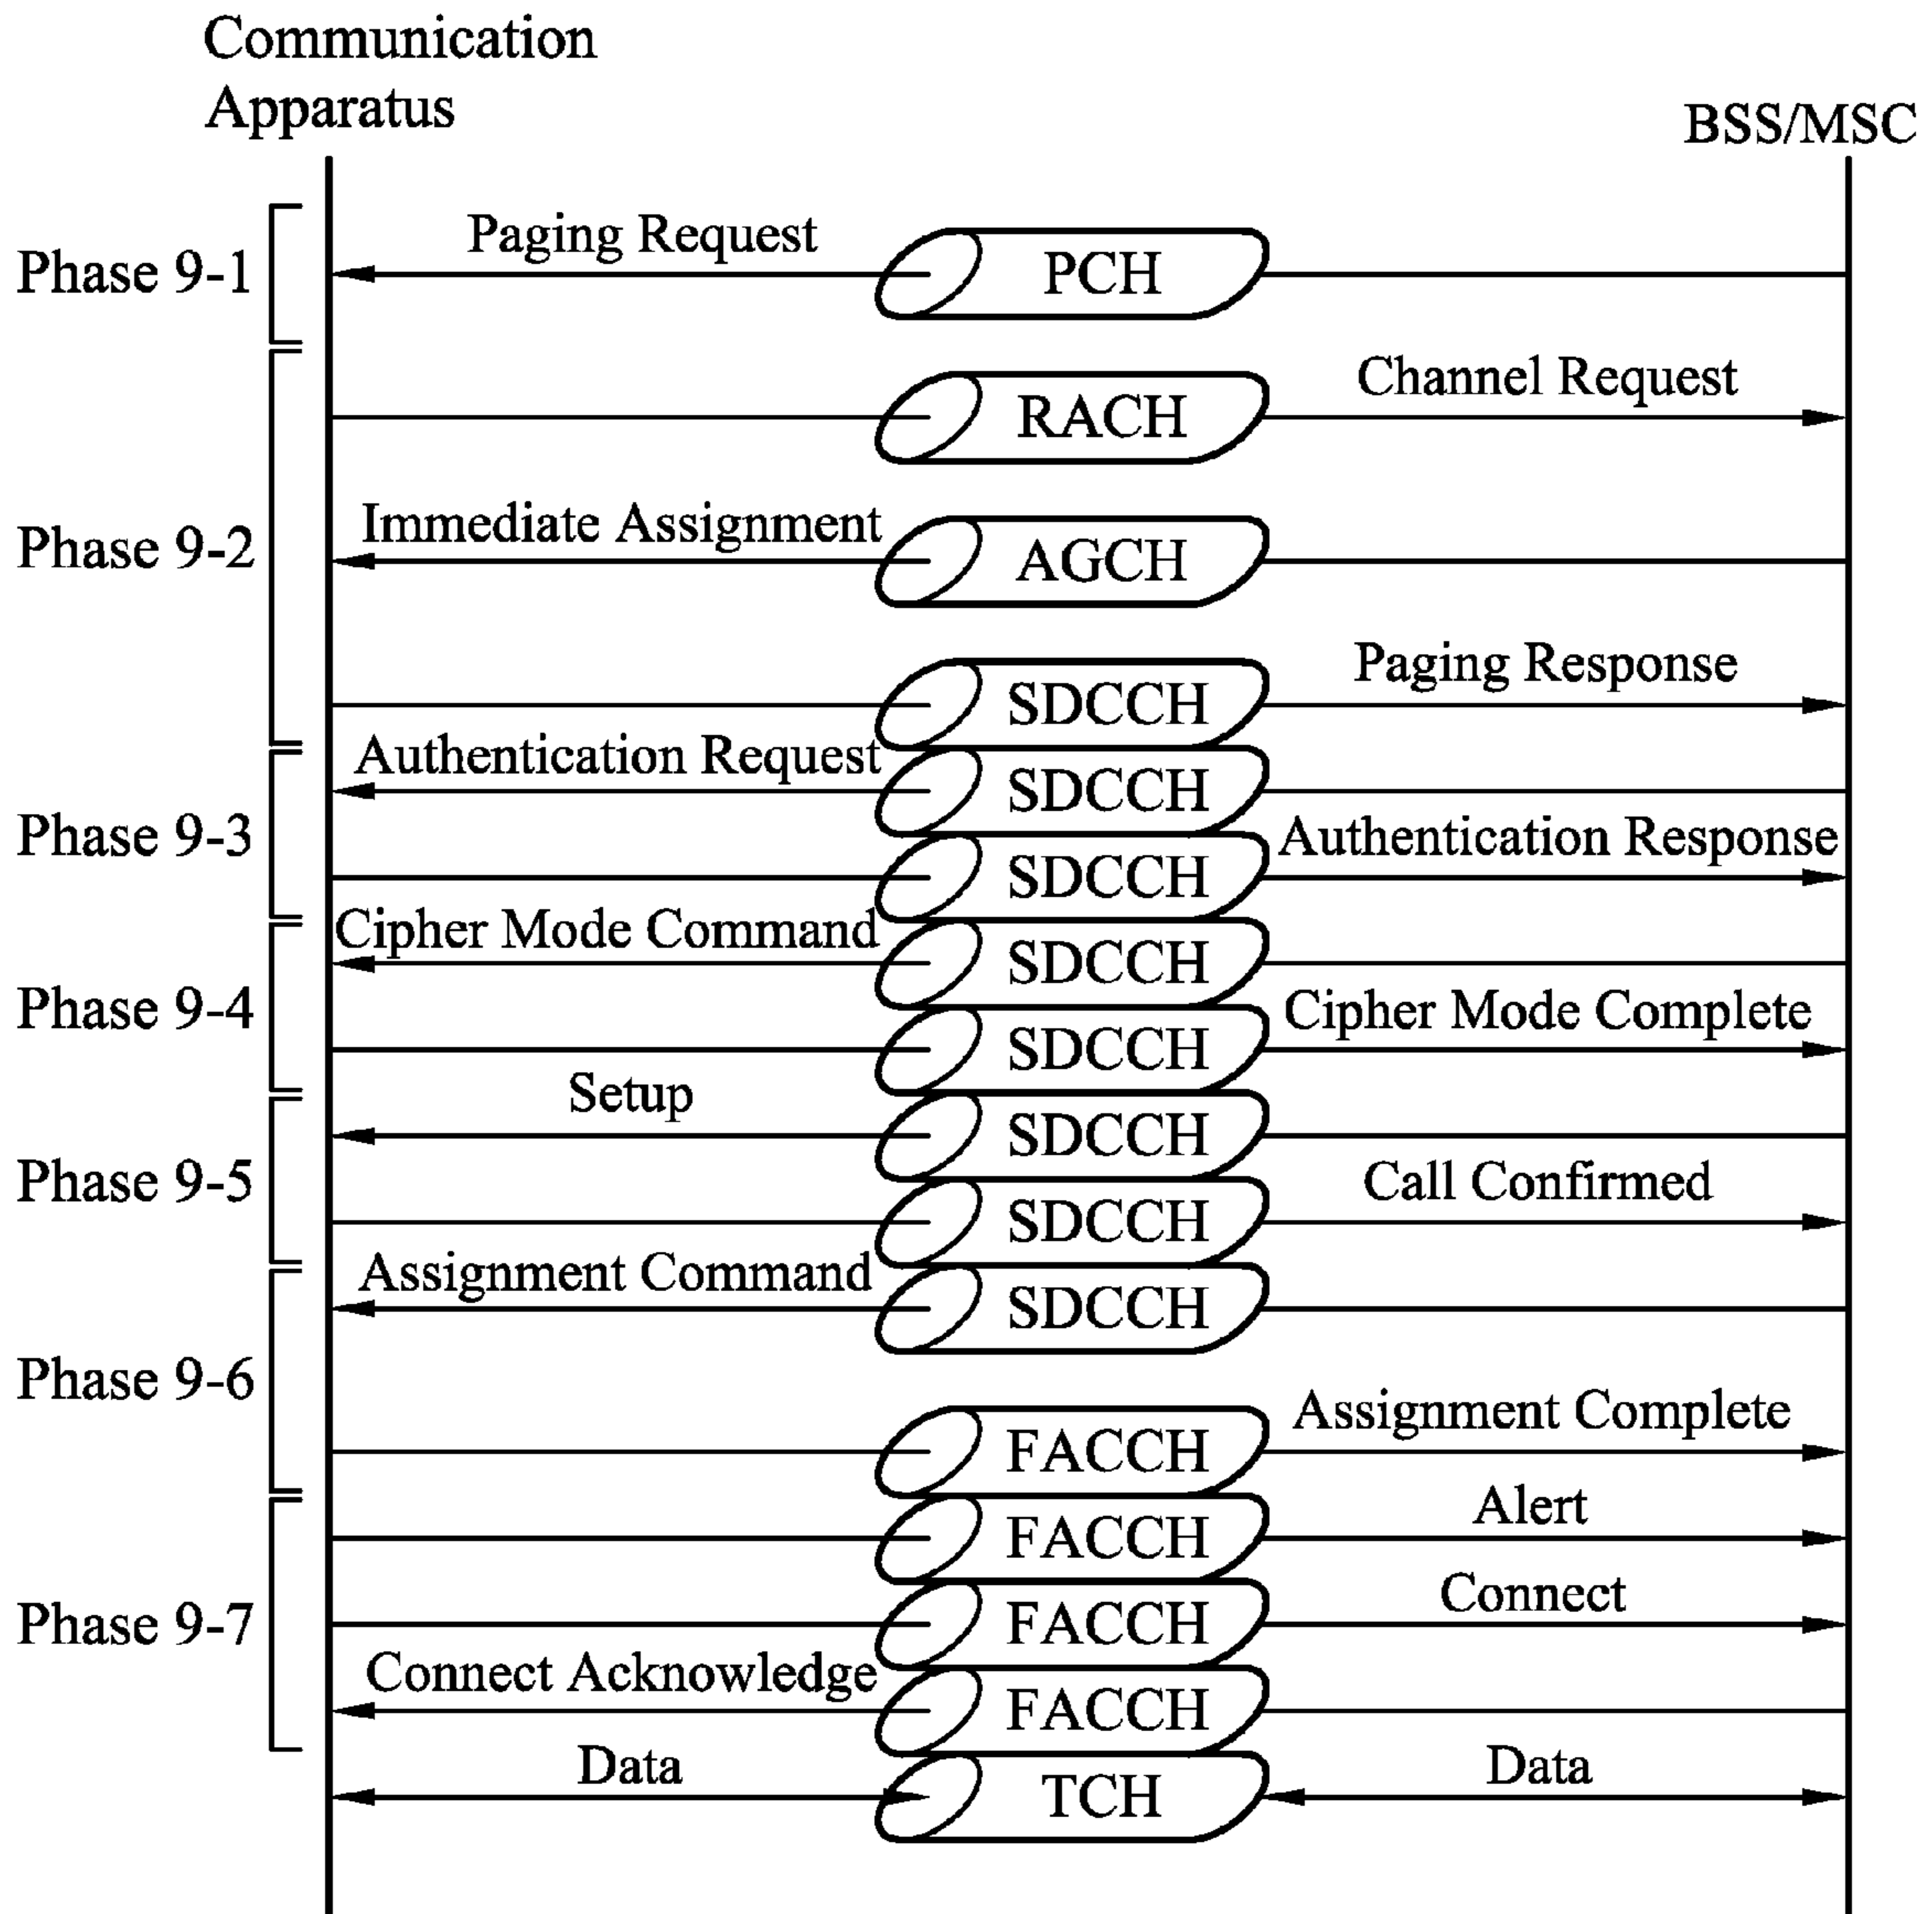 Communication
Apparatus
BSS/MSC
Phase 9-1
Paging Request
PCH
RACH
Channel Request
Phase 9-2
Immediate Assignment
AGCH
SDCCH
Paging Response
Authentication Request
SDCCH
Phase 9-3
SDCCH
Authentication Response
Cipher Mode Command
SDCCH
Phase 9-4
SDCCH
Cipher Mode Complete
Setup
SDCCH
Phase 9-5
SDCCH
Call Confirmed
Assignment Command
SDCCH
Phase 9-6
FACCH
Assignment Complete
FACCH
Alert
Phase 9-7
FACCH
Connect
Connect Acknowledge
FACCH
Data
TCH
Data